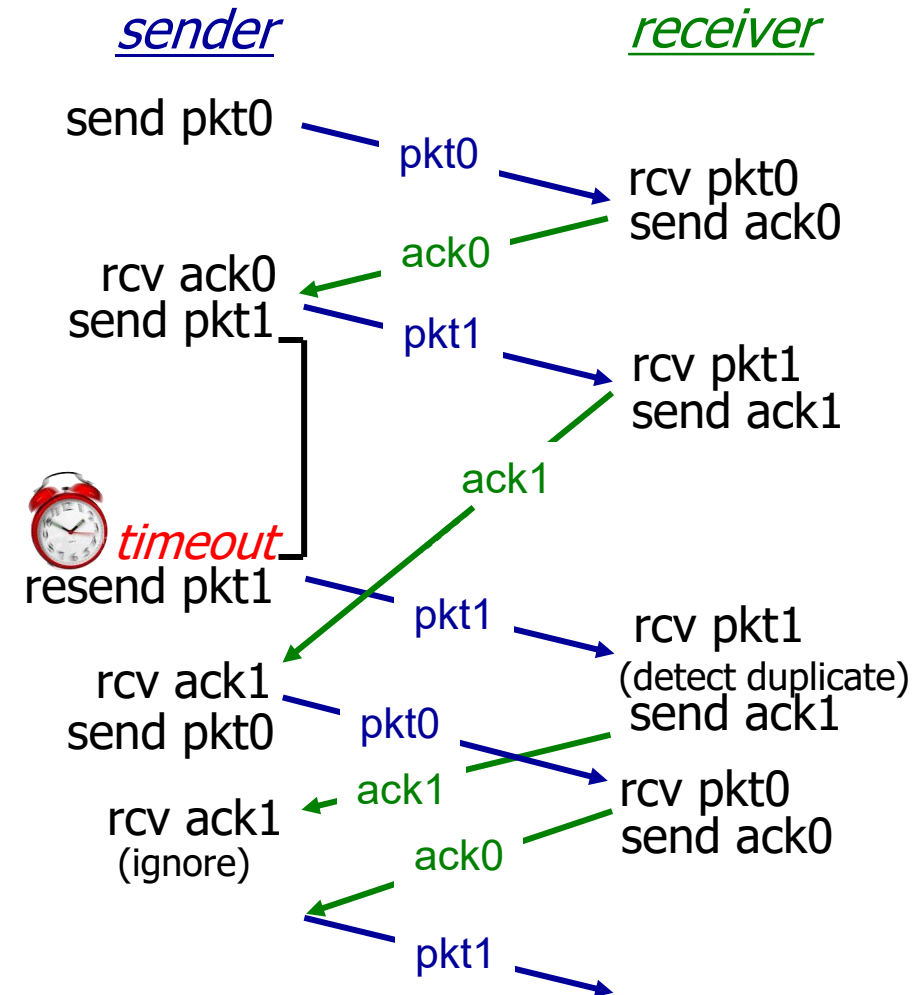 sender
receiver
send pkt0
pkt0
rcv pkt0
send ack0
ack0
rcv ack0
send pkt1
pkt1
rcv pkt1
send ack1
ack1
timeout
resend pkt1
pkt1
rcv pkt1
(detect duplicate)
send ack1
rcv ack1
send pkt0
pkt0
ack1
rcv pkt0
send ack0
rcv ack1
(ignore)
ack0
pkt1